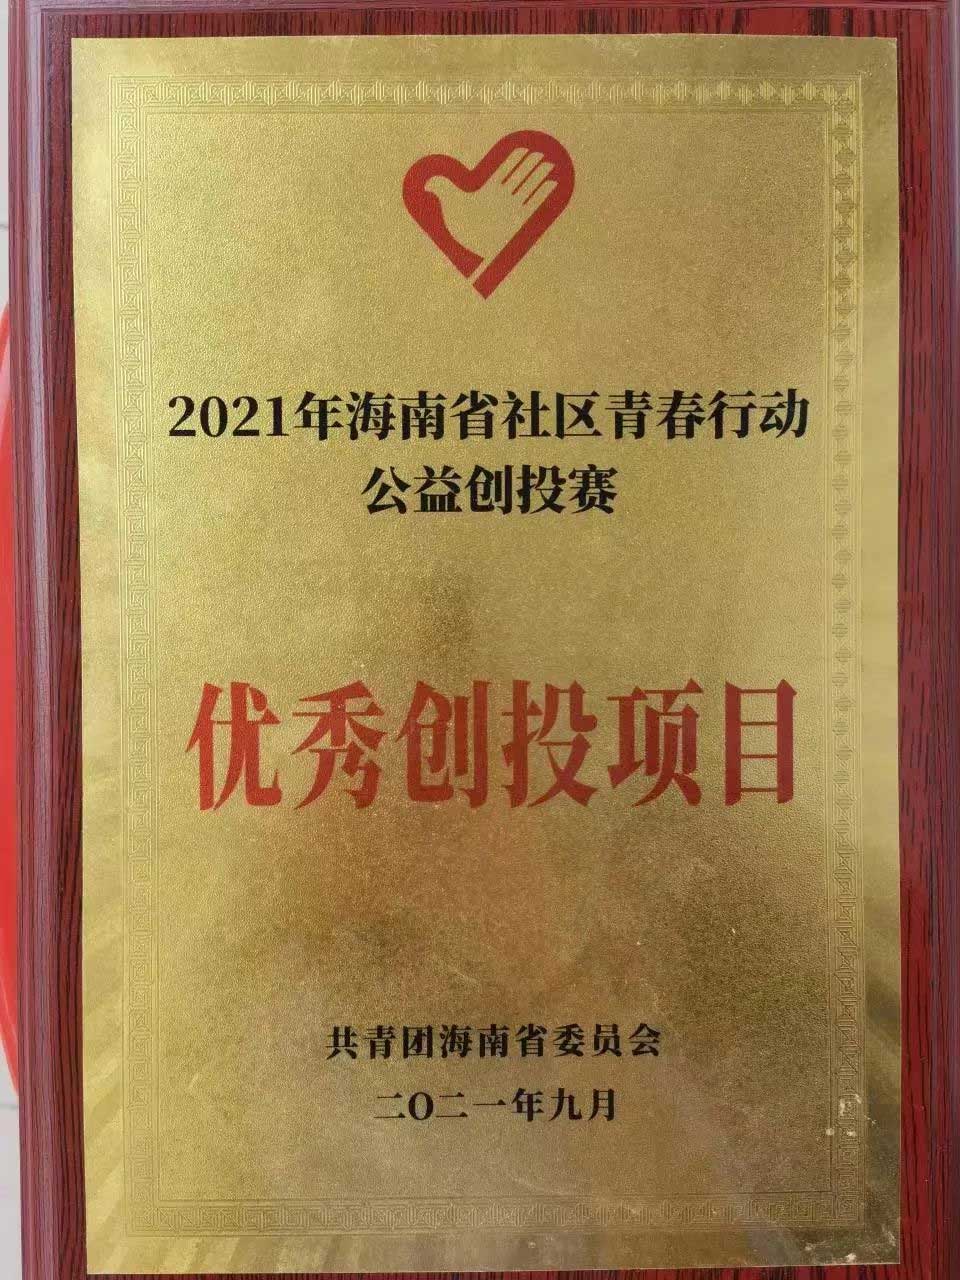 2021年海南省社区青春行动
公益创投赛
优秀创投项目
共青团海南省委员会
二〇二一年九月